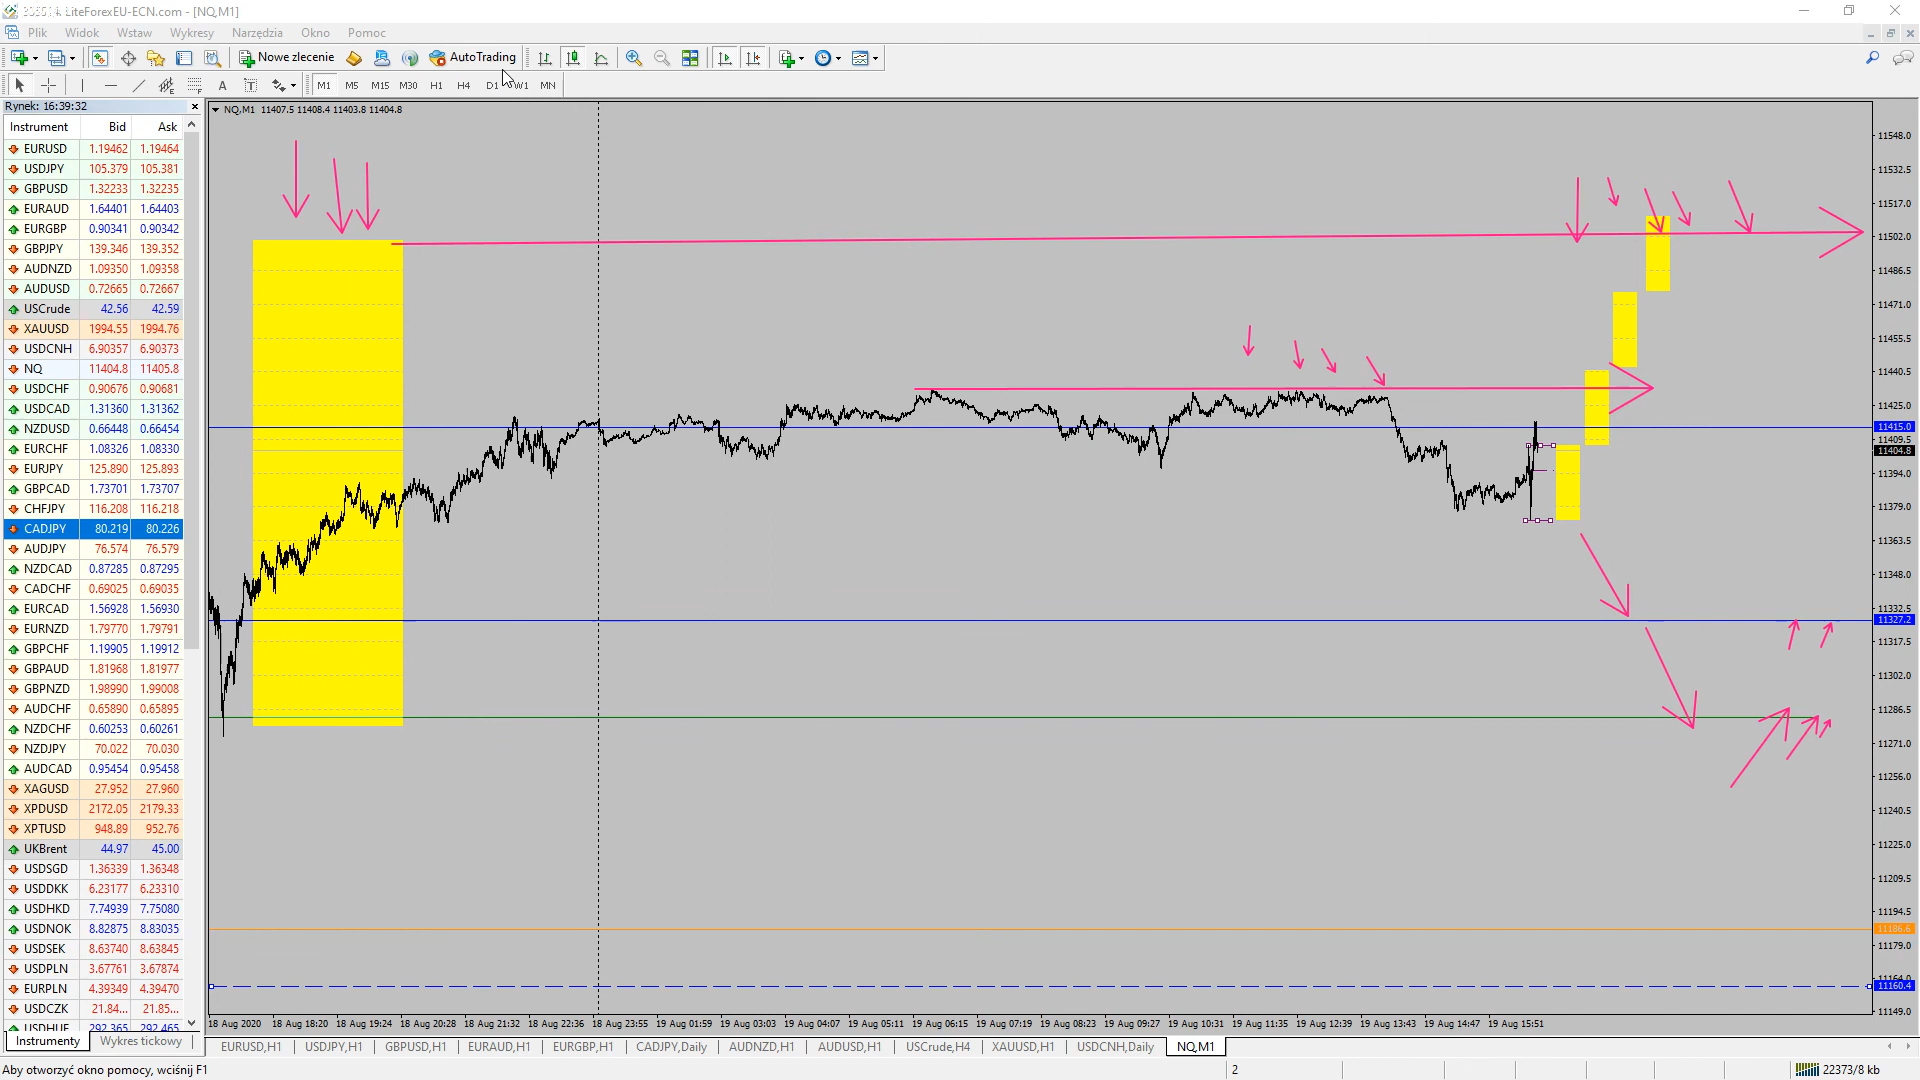 LiteForexEU-ECN.com - [NQ,M1]
Plik Widok Wstaw Wykresy Narzędzia Okno Pomoc
Nowe zlecenie AutoTrading
A T M1 M5 M15 M30 H1 H4 D1 W1 MN
Rynek: 16:39:32
NQ,M1 11407.5 11408.4 11403.8 11404.8
Instrument Bid Ask
EURUSD 1.19462 1.19464
USDJPY 105.379 105.381
GBPUSD 1.32233 1.32235
EURAUD 1.64401 1.64403
EURGBP 0.90341 0.90342
GBPJPY 139.346 139.352
AUDNZD 1.09350 1.09358
AUDUSD 0.72665 0.72667
USCrude 42.56 42.59
XAUUSD 1994.55 1994.76
USDCNH 6.90357 6.90373
NQ 11404.8 11405.8
USDCHF 0.90676 0.90681
USDCAD 1.31360 1.31362
NZDUSD 0.66448 0.66454
EURCHF 1.08326 1.08330
EURJPY 125.890 125.893
GBPCAD 1.73701 1.73707
CHFJPY 116.208 116.218
CADJPY 80.219 80.226
AUDJPY 76.574 76.579
NZDCAD 0.87285 0.87295
CADCHF 0.69025 0.69035
EURCAD 1.56928 1.56930
EURNZD 1.79770 1.79791
GBPCHF 1.19905 1.19912
GBPAUD 1.81968 1.81977
GBPNZD 1.98990 1.99008
AUDCHF 0.65890 0.65895
NZDCHF 0.60253 0.60261
NZDJPY 70.022 70.030
AUDCAD 0.95454 0.95458
XAGUSD 27.952 27.960
XPDUSD 2172.05 2179.33
XPTUSD 948.89 952.76
UKBrent 44.97 45.00
USDSGD 1.36339 1.36348
USDDKK 6.23177 6.23310
USDHKD 7.74939 7.75080
USDNOK 8.82875 8.83035
USDSEK 8.63740 8.63845
USDPLN 3.67761 3.67874
EURPLN 4.39349 4.39470
USDCZK 21.84... 21.85...
USDHUF 292.365 292.465
11548.0
11532.5
11517.0
11502.0
11486.5
11471.0
11455.5
11440.5
11425.0
11415.0
11409.5
11404.8
11394.0
11379.0
11363.5
11348.0
11332.5
11327.2
11317.5
11302.0
11286.5
11271.0
11256.0
11240.5
11225.0
11209.5
11194.5
11186.6
11179.0
11164.0
11160.4
11149.0
18 Aug 2020 18 Aug 18:20 18 Aug 19:24 18 Aug 20:28 18 Aug 21:32 18 Aug 22:36 18 Aug 23:55 19 Aug 01:59 19 Aug 03:03 19 Aug 04:07 19 Aug 05:11 19 Aug 06:15 19 Aug 07:19 19 Aug 08:23 19 Aug 09:27 19 Aug 10:31 19 Aug 11:35 19 Aug 12:39 19 Aug 13:43 19 Aug 14:47 19 Aug 15:51
Instrumenty Wykres tickowy
EURUSD,H1 USDJPY,H1 GBPUSD,H1 EURAUD,H1 EURGBP,H1 CADJPY,Daily AUDNZD,H1 AUDUSD,H1 USCrude,H4 XAUUSD,H1 USDCNH,Daily NQ,M1
Aby otworzyć okno pomocy, wciśnij F1 2 22373/8 kb